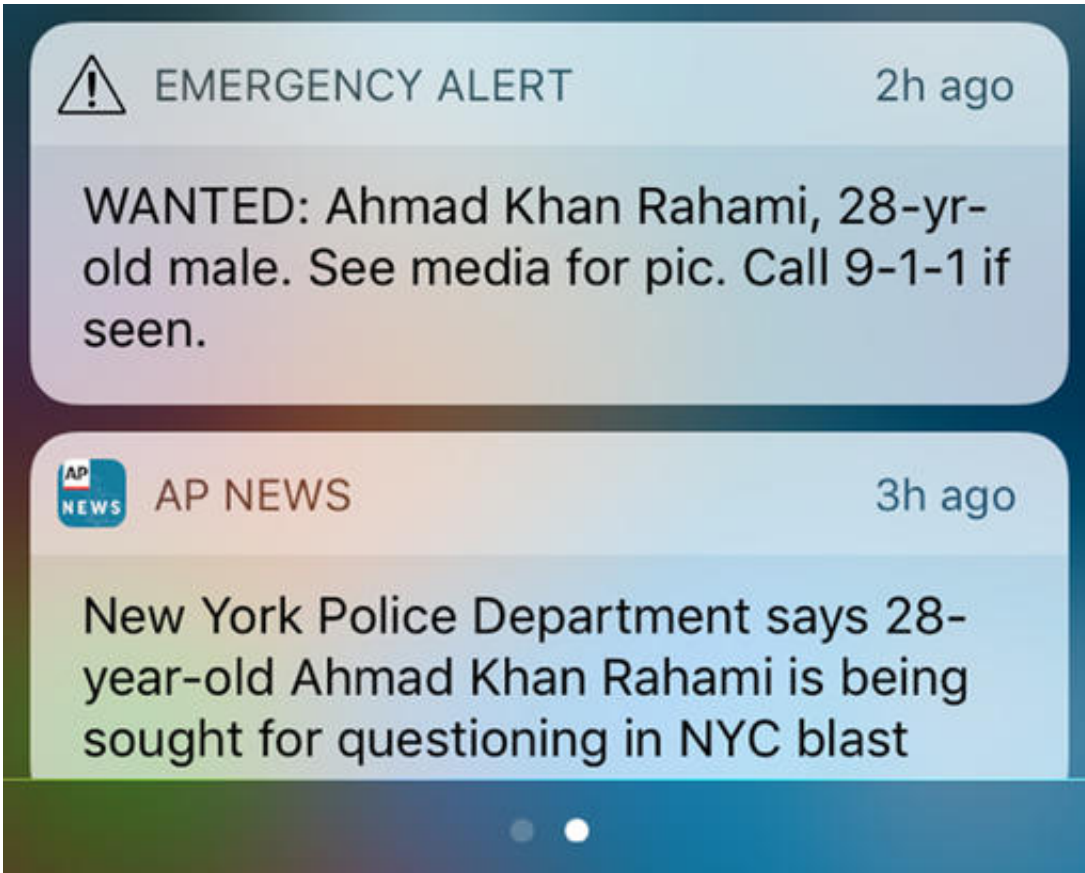 EMERGENCY ALERT 2h ago
WANTED: Ahmad Khan Rahami, 28-yr-
old male. See media for pic. Call 9-1-1 if
seen.
AP
NEWS
AP NEWS 3h ago
New York Police Department says 28-
year-old Ahmad Khan Rahami is being
sought for questioning in NYC blast